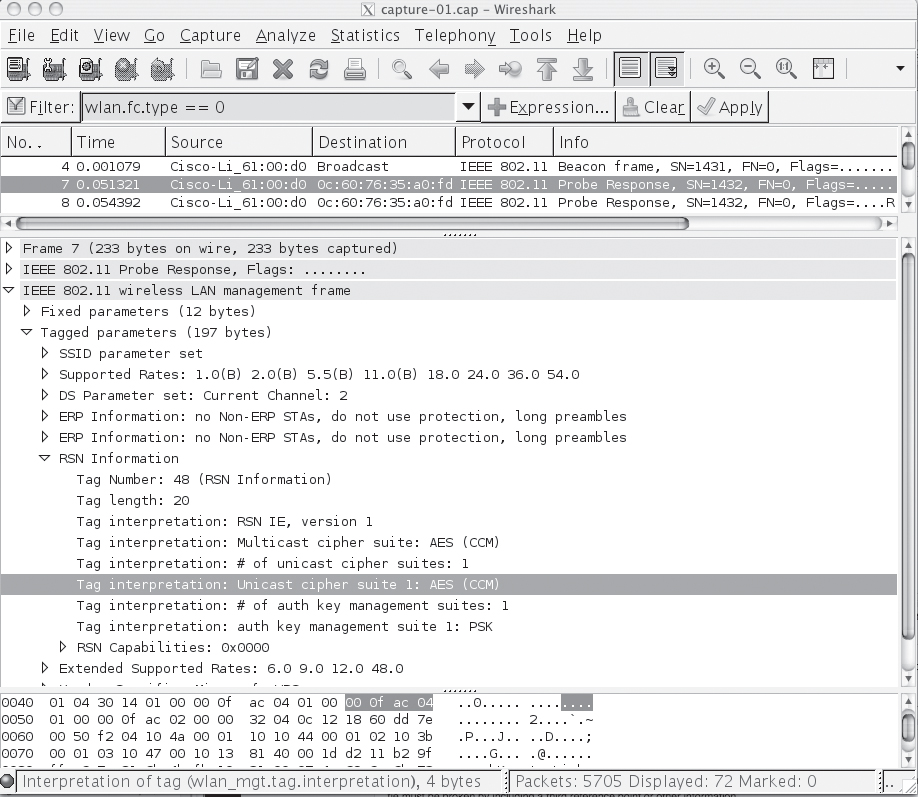 capture-01.cap - Wireshark
File Edit View Go Capture Analyze Statistics Telephony Tools Help
Filter: wlan.fc.type == 0 Expression... Clear Apply
No. . Time Source Destination Protocol Info
4 0.001079 Cisco-Li_61:00:d0 Broadcast IEEE 802.11 Beacon frame, SN=1431, FN=0, Flags=.......
7 0.051321 Cisco-Li_61:00:d0 0c:60:76:35:a0:fd IEEE 802.11 Probe Response, SN=1432, FN=0, Flags=.....
8 0.054392 Cisco-Li_61:00:d0 0c:60:76:35:a0:fd IEEE 802.11 Probe Response, SN=1432, FN=0, Flags=....R
Frame 7 (233 bytes on wire, 233 bytes captured)
IEEE 802.11 Probe Response, Flags: ........
IEEE 802.11 wireless LAN management frame
Fixed parameters (12 bytes)
Tagged parameters (197 bytes)
SSID parameter set
Supported Rates: 1.0(B) 2.0(B) 5.5(B) 11.0(B) 18.0 24.0 36.0 54.0
DS Parameter set: Current Channel: 2
ERP Information: no Non-ERP STAs, do not use protection, long preambles
ERP Information: no Non-ERP STAs, do not use protection, long preambles
RSN Information
Tag Number: 48 (RSN Information)
Tag length: 20
Tag interpretation: RSN IE, version 1
Tag interpretation: Multicast cipher suite: AES (CCM)
Tag interpretation: # of unicast cipher suites: 1
Tag interpretation: Unicast cipher suite 1: AES (CCM)
Tag interpretation: # of auth key management suites: 1
Tag interpretation: auth key management suite 1: PSK
RSN Capabilities: 0x0000
Extended Supported Rates: 6.0 9.0 12.0 48.0
0040 01 04 30 14 01 00 00 0f ac 04 01 00 00 0f ac 04 ..0..... ........
0050 01 00 00 0f ac 02 00 00 32 04 0c 12 18 60 dd 7e ........ 2....`.~
0060 00 50 f2 04 10 4a 00 01 10 10 44 00 01 02 10 3b .P...J.. ..D....;
0070 00 01 03 10 47 00 10 13 81 40 00 1d d2 11 b2 9f ....G... .@......
Interpretation of tag (wlan_mgt.tag.interpretation), 4 bytes Packets: 5705 Displayed: 72 Marked: 0 ..